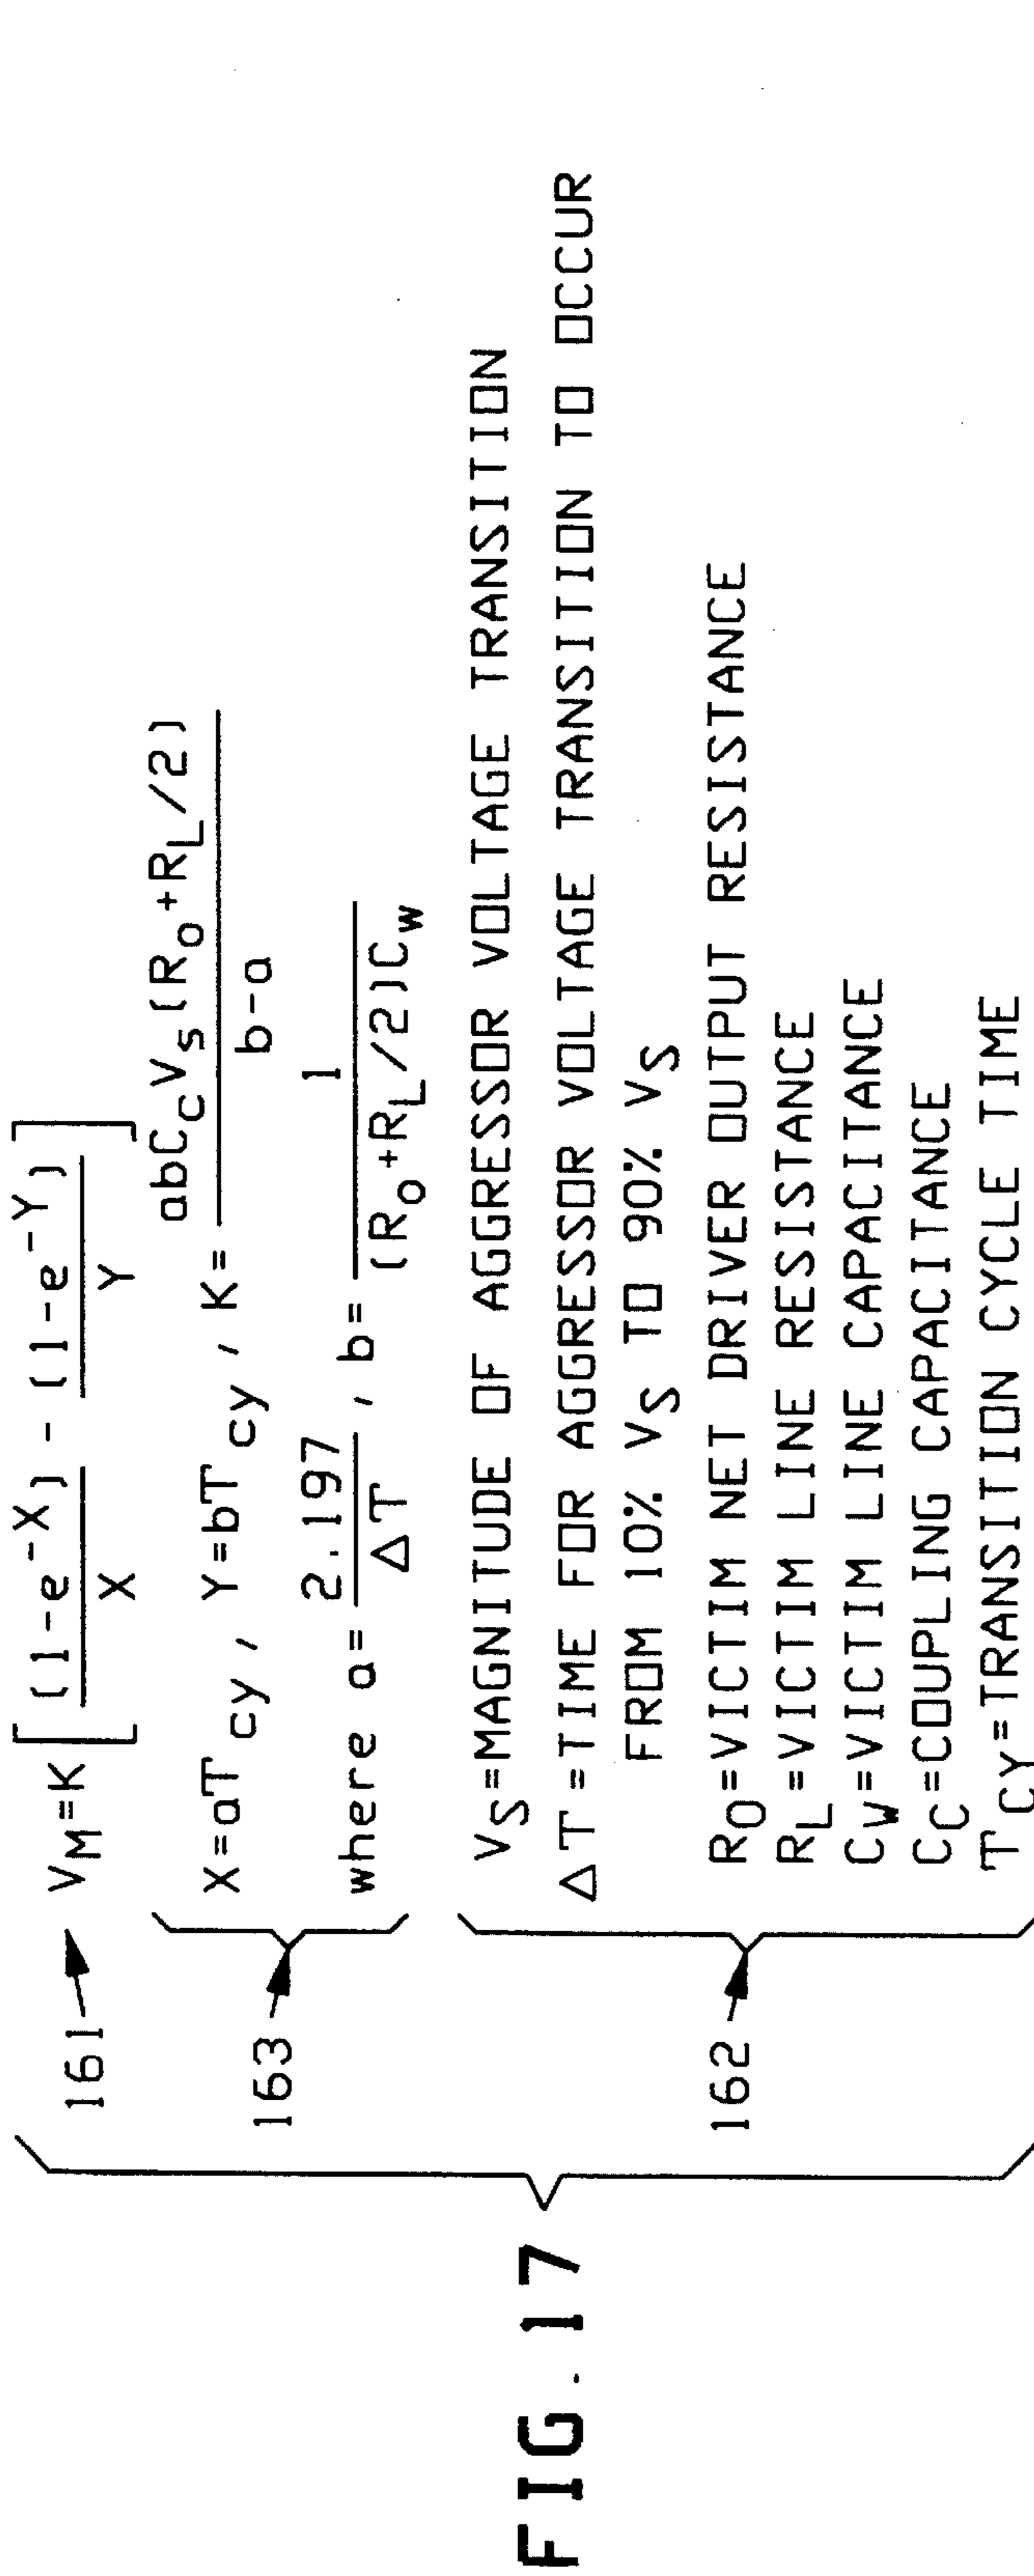 FIG. 17
161
V_M=K [ (1-e^-X)/X - (1-e^-Y)/Y ]
163
X=aT_cy, Y=bT_cy, K= abC_cV_s(R_o+R_L/2)/b-a
where a= 2.197/ΔT, b= 1/(R_o+R_L/2)C_w
162
V_S=MAGNITUDE OF AGGRESSOR VOLTAGE TRANSITION
ΔT=TIME FOR AGGRESSOR VOLTAGE TRANSITION TO OCCUR
FROM 10% V_S TO 90% V_S
R_O=VICTIM NET DRIVER OUTPUT RESISTANCE
R_L=VICTIM LINE RESISTANCE
C_W=VICTIM LINE CAPACITANCE
C_C=COUPLING CAPACITANCE
T_CY=TRANSITION CYCLE TIME